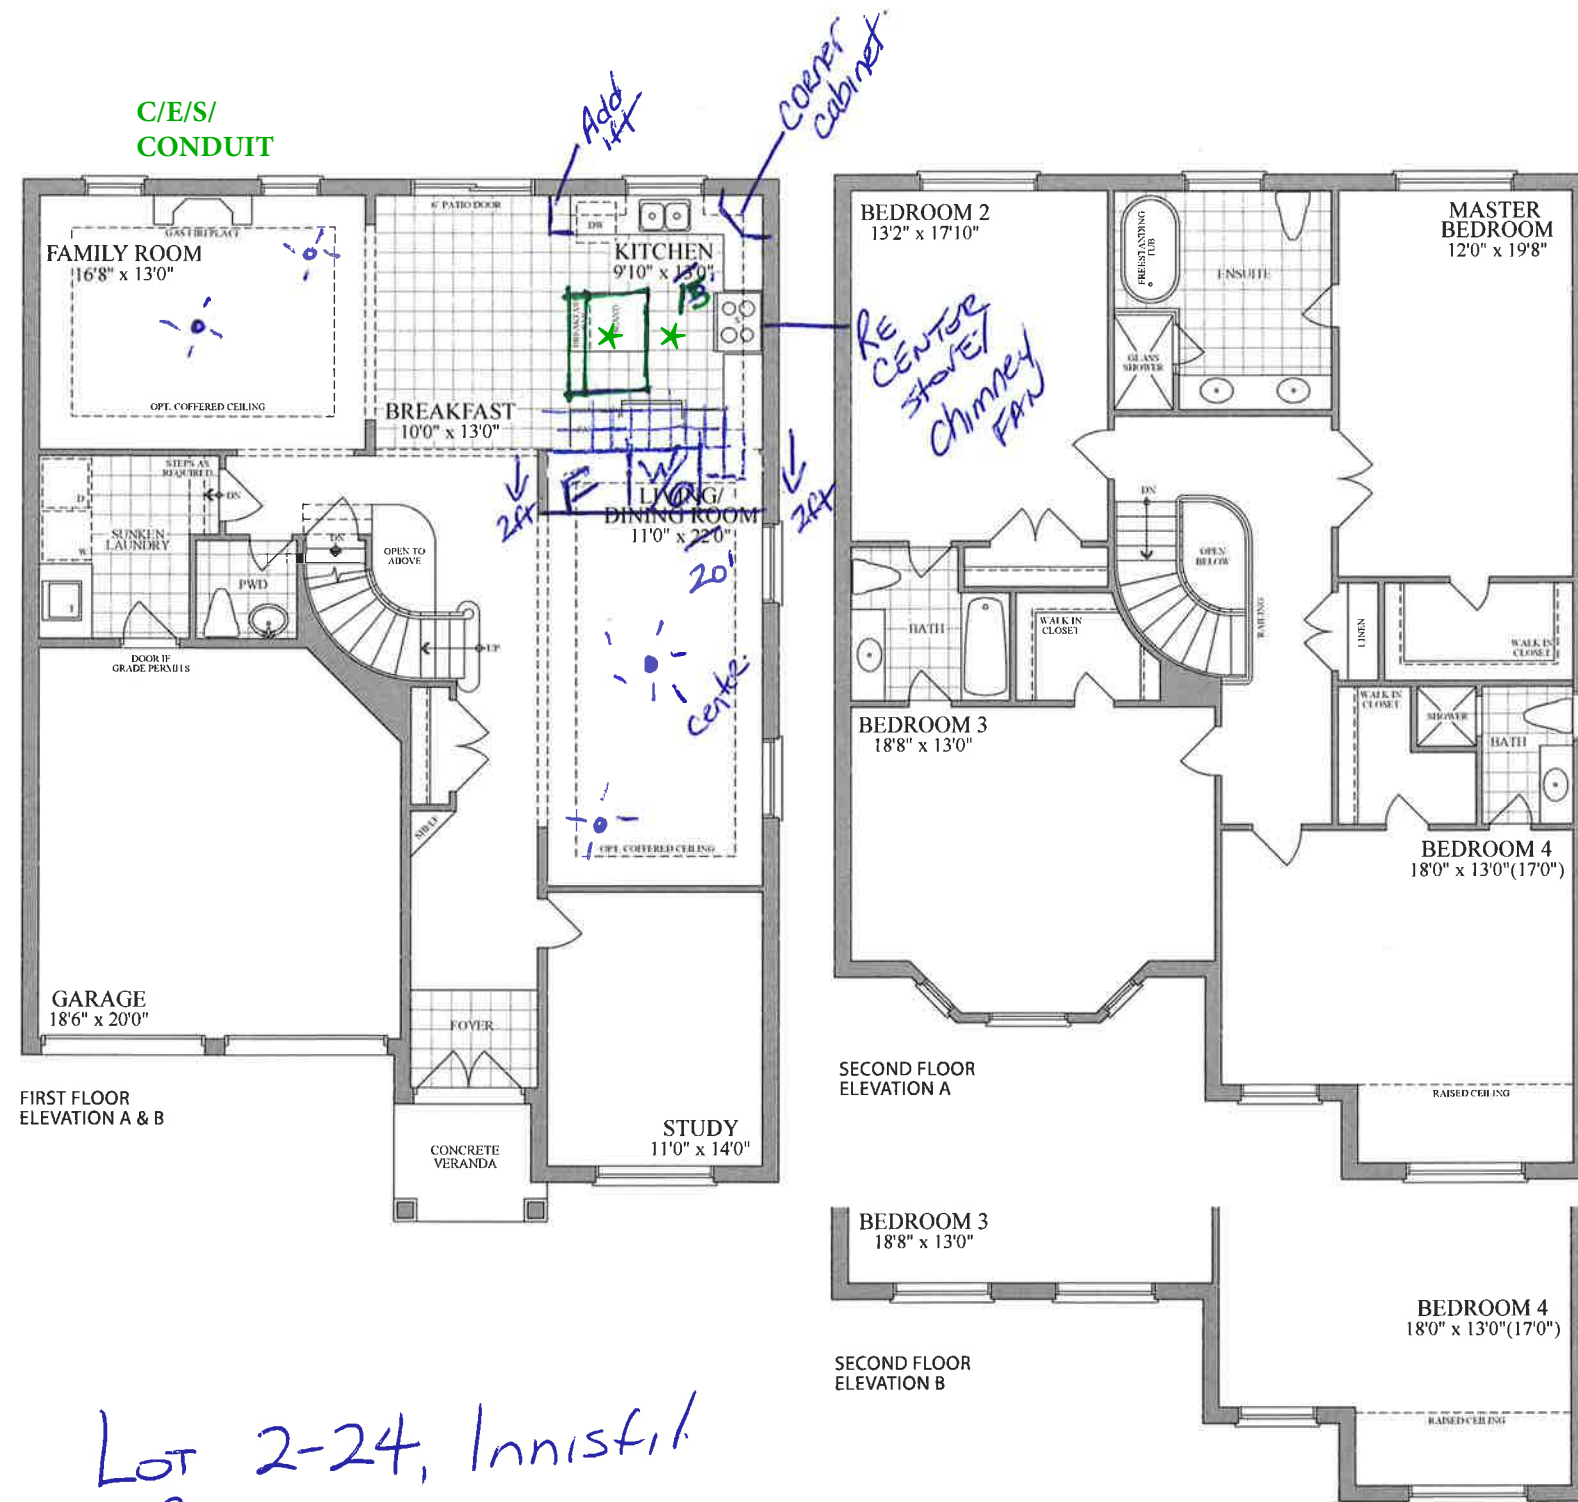 C/E/S/
CONDUIT
Add
1ft
CORNER
cabinet
6' PATIO DOOR
GAS FIREPLACE
FAMILY ROOM
16'8" x 13'0"
OPT. COFFERED CEILING
DW
KITCHEN
9'10" x 13'0"
15'
BREAKFAST
BREAKFAST
10'0" x 13'0"
RE
CENTER
STOVE/
chimney
FAN
2ft
F
W/O
2ft
LIVING/
DINING ROOM
11'0" x 22'0"
20'
center
OPT. COFFERED CEILING
STEPS AS
REQUIRED
DN
D
W
SUNKEN
LAUNDRY
PWD
DN
OPEN TO
ABOVE
UP
DOOR IF
GRADE PERMITS
SHELF
GARAGE
18'6" x 20'0"
FOYER
STUDY
11'0" x 14'0"
CONCRETE
VERANDA
FIRST FLOOR
ELEVATION A & B
BEDROOM 2
13'2" x 17'10"
FREESTANDING
TUB
ENSUITE
GLASS
SHOWER
MASTER
BEDROOM
12'0" x 19'8"
DN
OPEN
BELOW
RAILING
BATH
WALK IN
CLOSET
LINEN
WALK IN
CLOSET
WALK IN
CLOSET
SHOWER
BATH
BEDROOM 3
18'8" x 13'0"
BEDROOM 4
18'0" x 13'0"(17'0")
RAISED CEILING
SECOND FLOOR
ELEVATION A
BEDROOM 3
18'8" x 13'0"
BEDROOM 4
18'0" x 13'0"(17'0")
RAISED CEILING
SECOND FLOOR
ELEVATION B
LOT 2-24, Innisfil